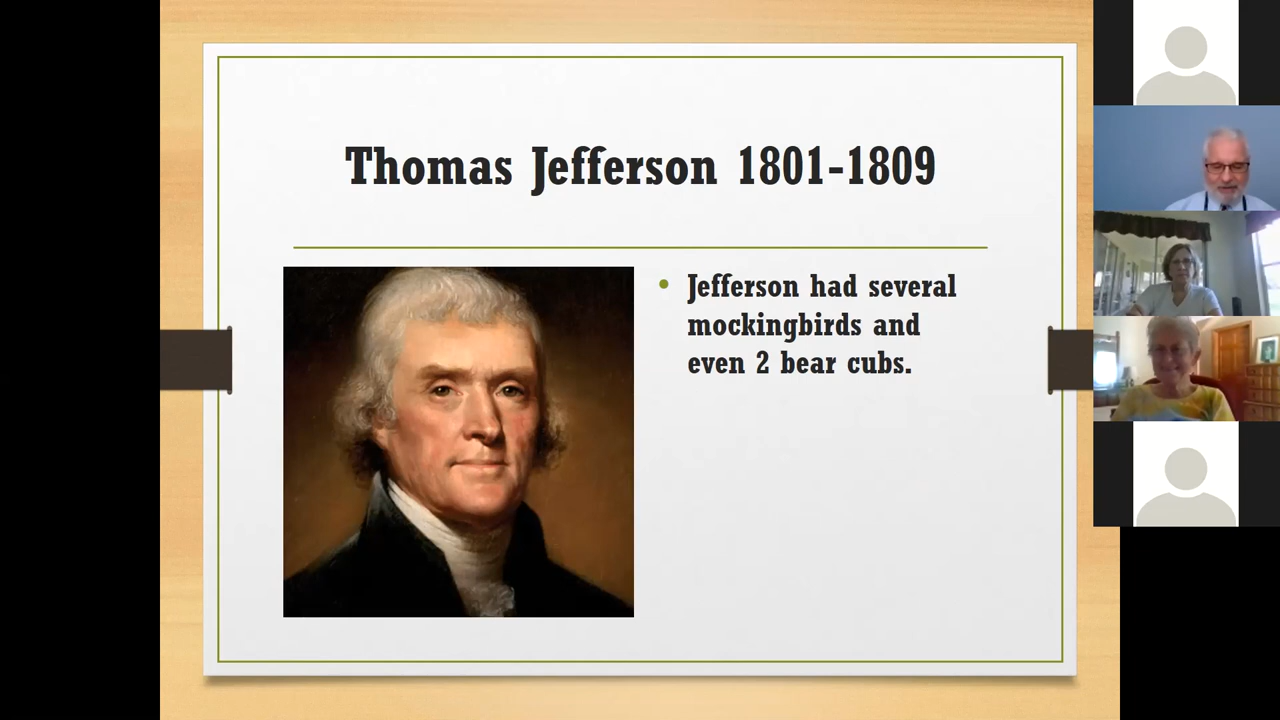 Thomas Jefferson 1801-1809
• Jefferson had several
mockingbirds and
even 2 bear cubs.